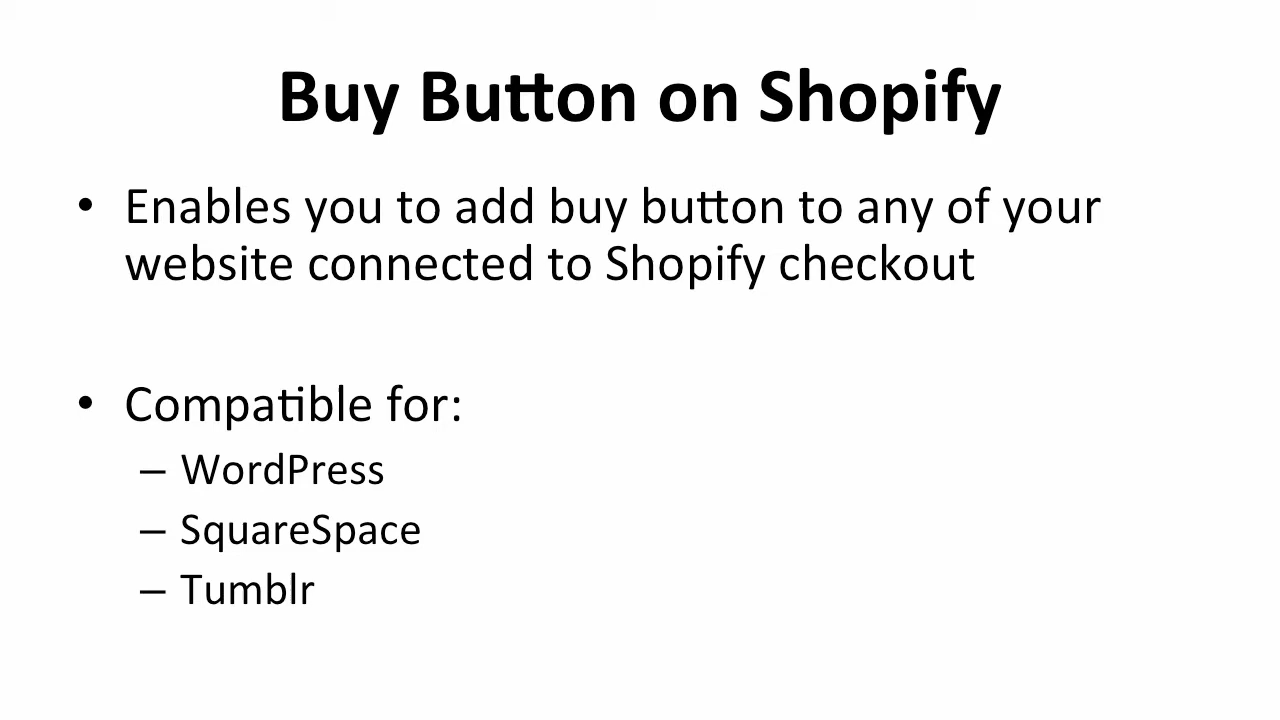 Buy Button on Shopify
• Enables you to add buy button to any of your
website connected to Shopify checkout
• Compatible for:
– WordPress
– SquareSpace
– Tumblr